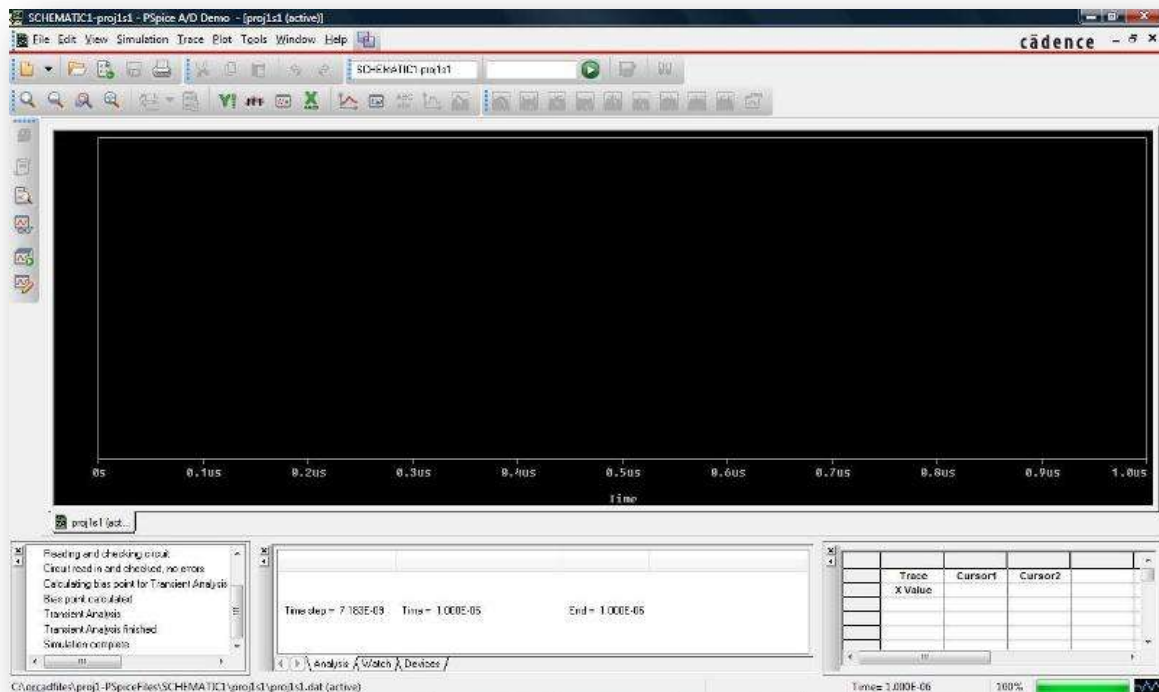 SCHEMATIC1-proj1s1 - PSpice A/D Demo - [proj1s1 (active)]
File Edit View Simulation Trace Plot Tools Window Help
cādence
SCHEMATIC1-proj1s1
0s 0.1us 0.2us 0.3us 0.4us 0.5us 0.6us 0.7us 0.8us 0.9us 1.0us
Time
proj1s1 (act...
Reading and checking circuit
Circuit read in and checked, no errors
Calculating bias point for Transient Analysis
Bias point calculated
Transient Analysis
Transient Analysis finished
Simulation complete
Time step = 7.183E-09 Time = 1.000E-06 End = 1.000E-06
Analysis Watch Devices
Trace Cursor1 Cursor2
X Value
C:\orcadfiles\proj1-PSpiceFiles\SCHEMATIC1\proj1s1\proj1s1.dat (active)
Time= 1.000E-06 100%